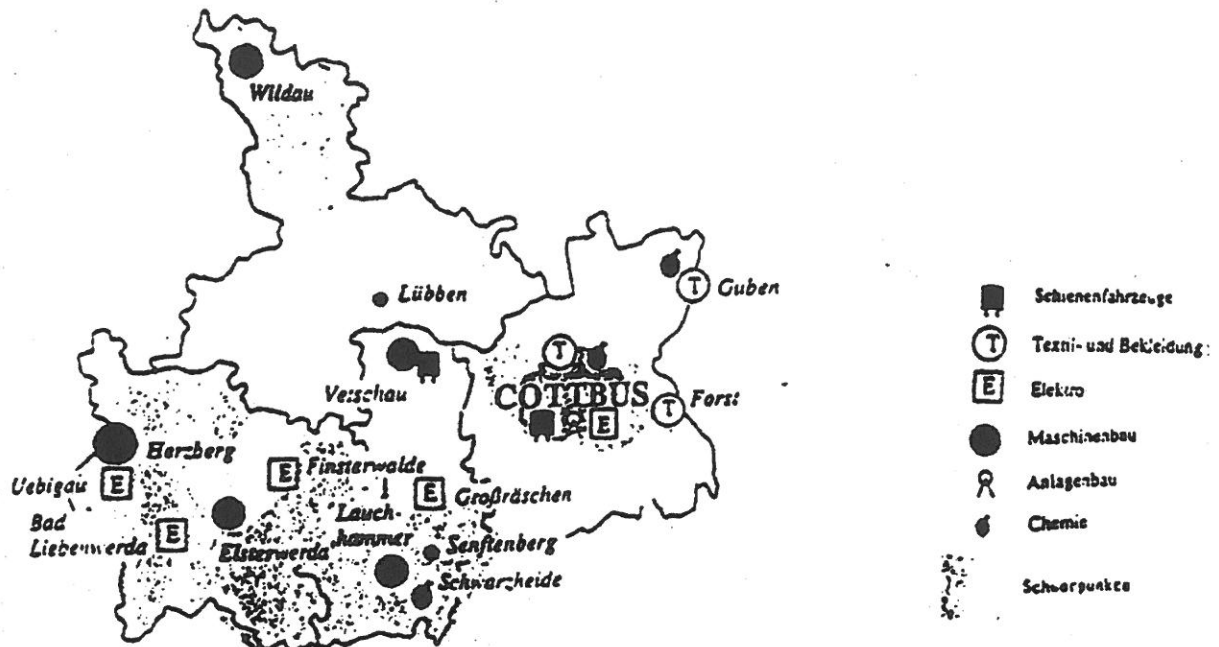 Wildau
Lübben
Guben
Vetschau
COTTBUS
Forst
Herzberg
Uebigau
Finsterwalde
Großräschen
Bad
Liebenwerda
Lauch-
hammer
Elsterwerda
Senftenberg
Schwarzheide
Schienenfahrzeuge
T Textil- und Bekleidung
E Elektro
Maschinenbau
Anlagenbau
Chemie
Schwerpunkte
T
T
T
E
E
E
E
E